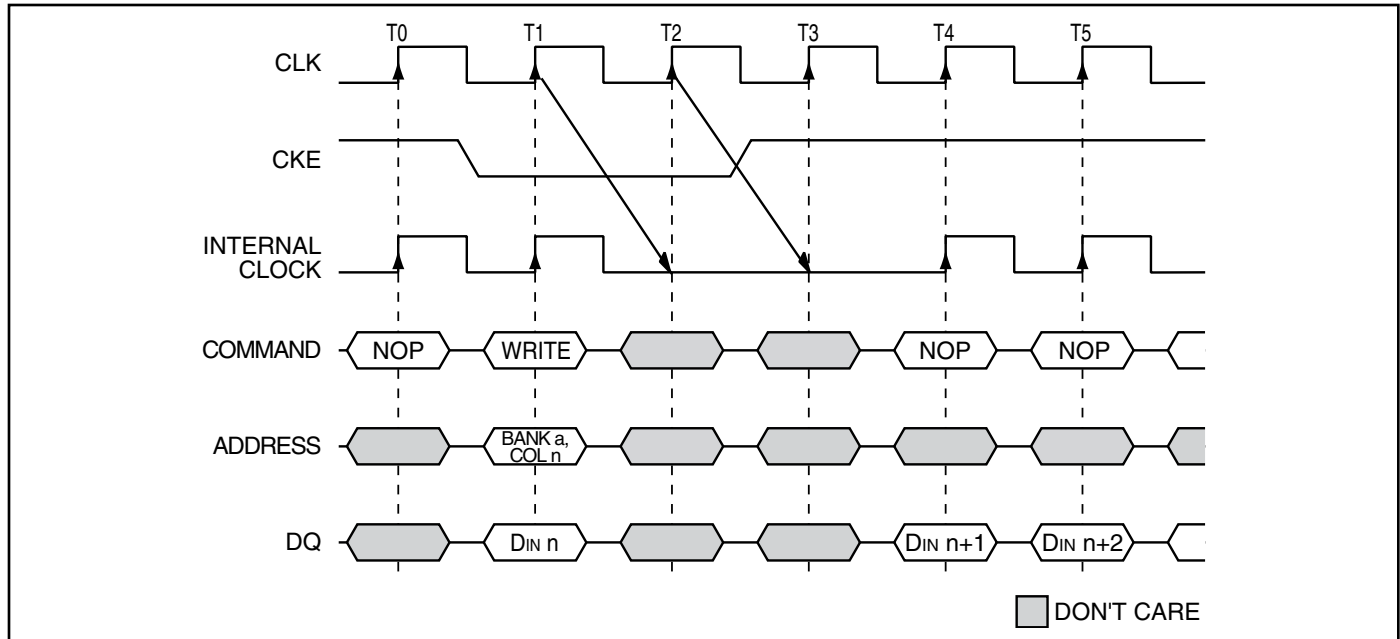 T0 T1 T2 T3 T4 T5
CLK
CKE
INTERNAL
CLOCK
COMMAND NOP WRITE NOP NOP
ADDRESS BANK a,
COL n
DQ DIN n DIN n+1 DIN n+2
DON'T CARE